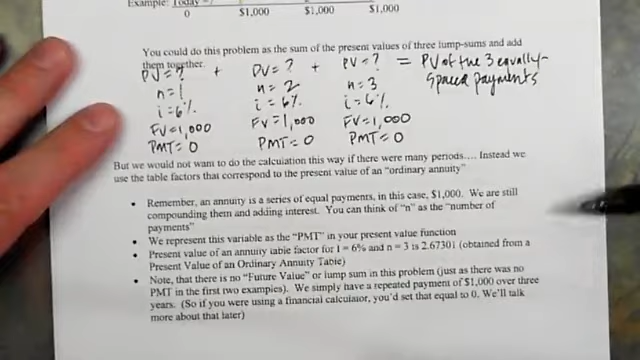 Example: Today
0 $1,000 $1,000 $1,000
You could do this problem as the sum of the present values of three lump-sums and add
them together.
PV=? + PV=? + PV=? = PV of the 3 equally-
n=1 n=2 n=3 spaced payments
i=6% i=6% i=6%
FV=1,000 FV=1,000 FV=1,000
PMT=0 PMT=0 PMT=0
But we would not want to do the calculation this way if there were many periods.... Instead we
use the table factors that correspond to the present value of an "ordinary annuity"
• Remember, an annuity is a series of equal payments, in this case, $1,000. We are still
compounding them and adding interest. You can think of "n" as the "number of
payments"
• We represent this variable as the "PMT" in your present value function
• Present value of an annuity table factor for I = 6% and n = 3 is 2.67301 (obtained from a
Present Value of an Ordinary Annuity Table)
• Note, that there is no "Future Value" or lump sum in this problem (just as there was no
PMT in the first two examples). We simply have a repeated payment of $1,000 over three
years. (So if you were using a financial calculator, you'd set that equal to 0. We'll talk
more about that later)